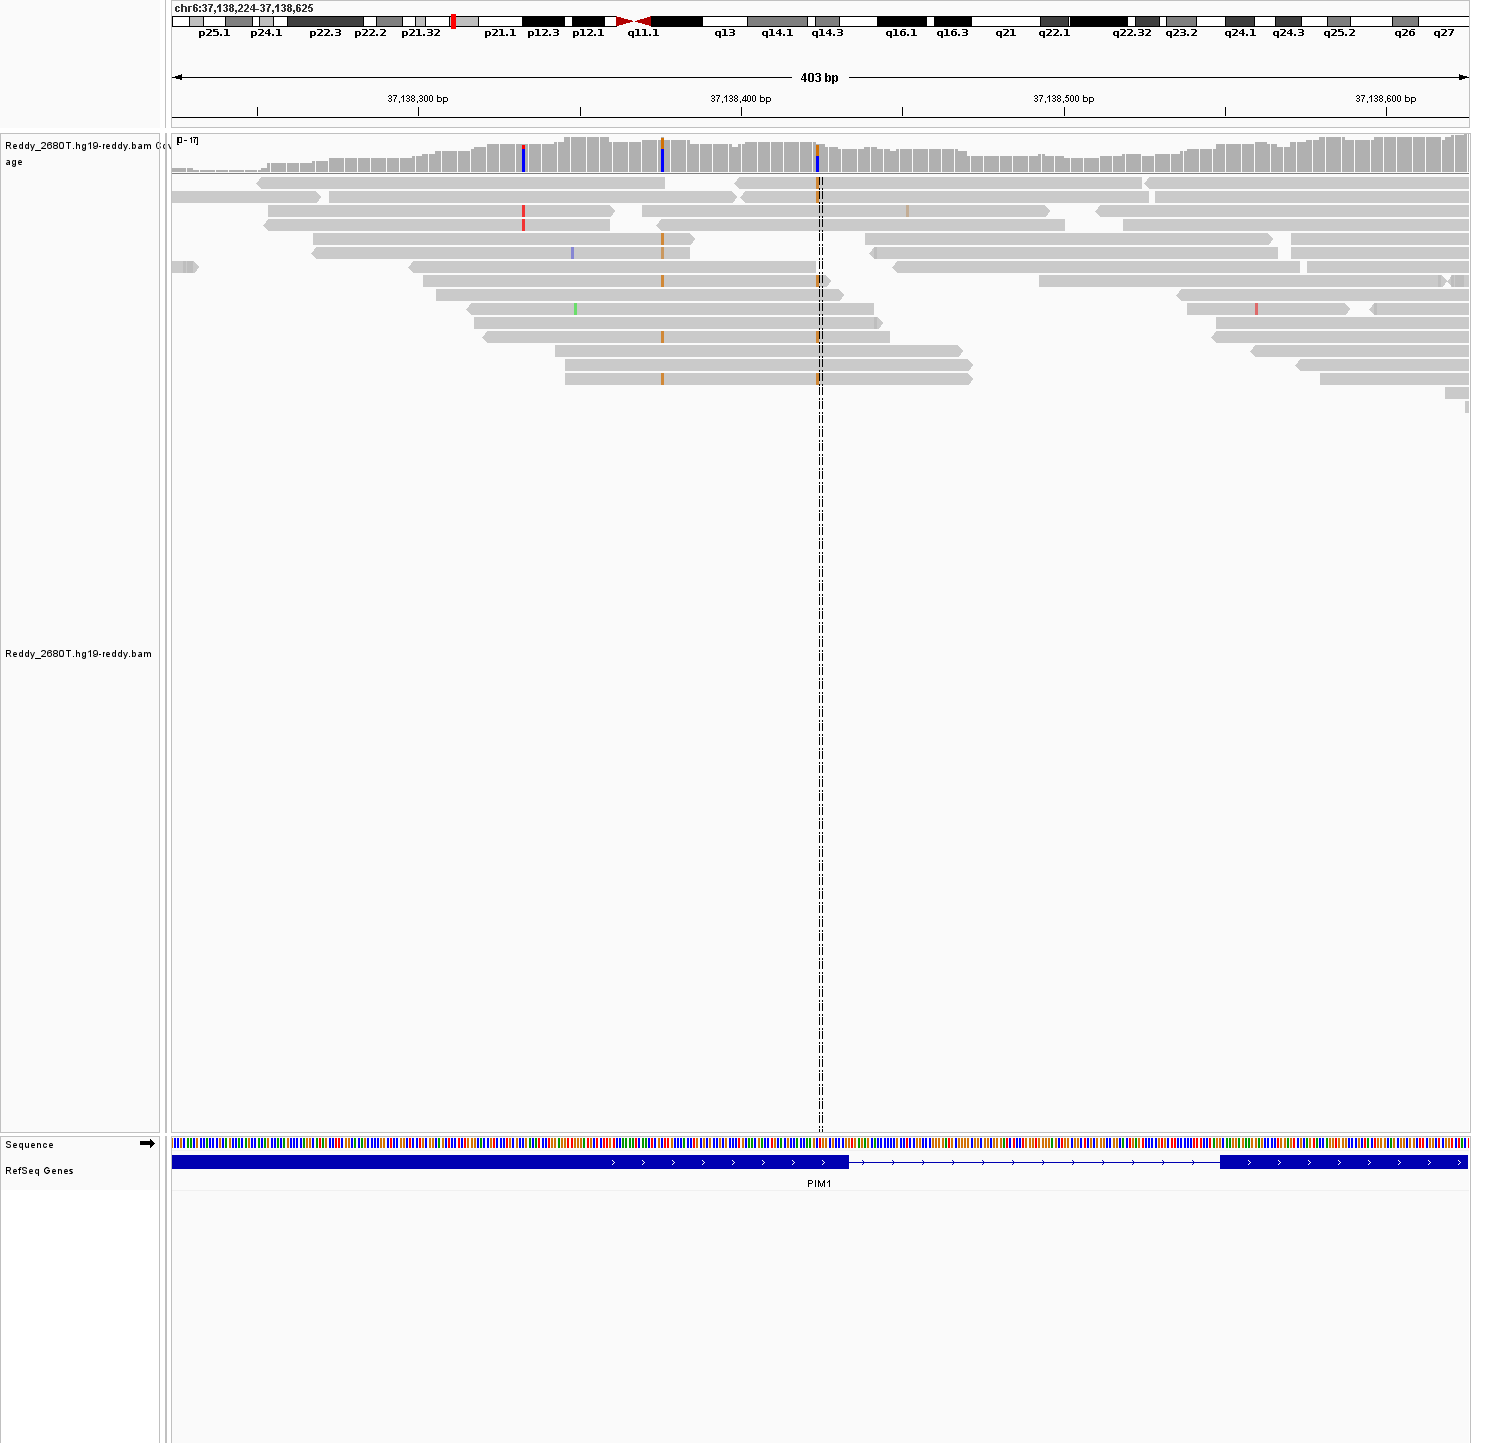 chr6:37,138,224-37,138,625
p25.1 p24.1 p22.3 p22.2 p21.32 p21.1 p12.3 p12.1 q11.1 q13 q14.1 q14.3 q16.1 q16.3 q21 q22.1 q22.32 q23.2 q24.1 q24.3 q25.2 q26 q27
403 bp
37,138,300 bp 37,138,400 bp 37,138,500 bp 37,138,600 bp
Reddy_2680T.hg19-reddy.bam Cov [0 - 17]
age
Reddy_2680T.hg19-reddy.bam
Sequence
RefSeq Genes
PIM1